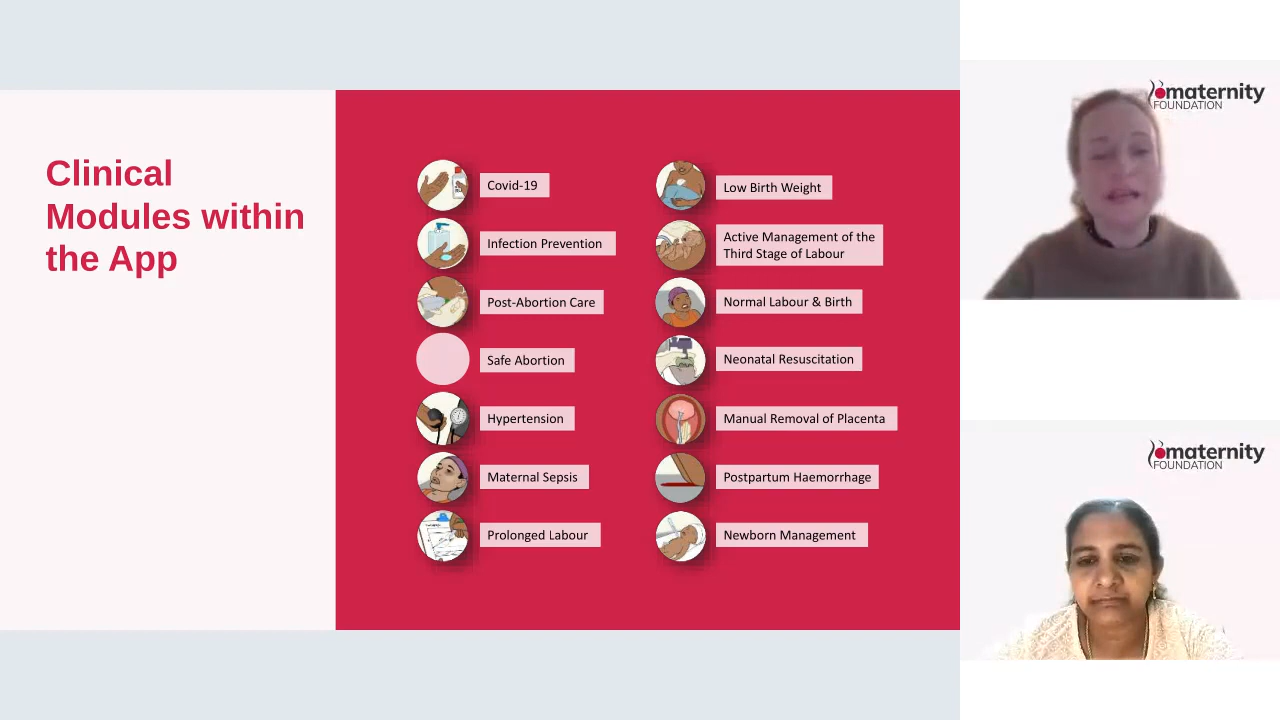 Clinical
Modules within
the App
Covid-19
Infection Prevention
Post-Abortion Care
Safe Abortion
Hypertension
Maternal Sepsis
Prolonged Labour
Low Birth Weight
Active Management of the
Third Stage of Labour
Normal Labour & Birth
Neonatal Resuscitation
Manual Removal of Placenta
Postpartum Haemorrhage
Newborn Management
maternity
FOUNDATION
maternity
FOUNDATION